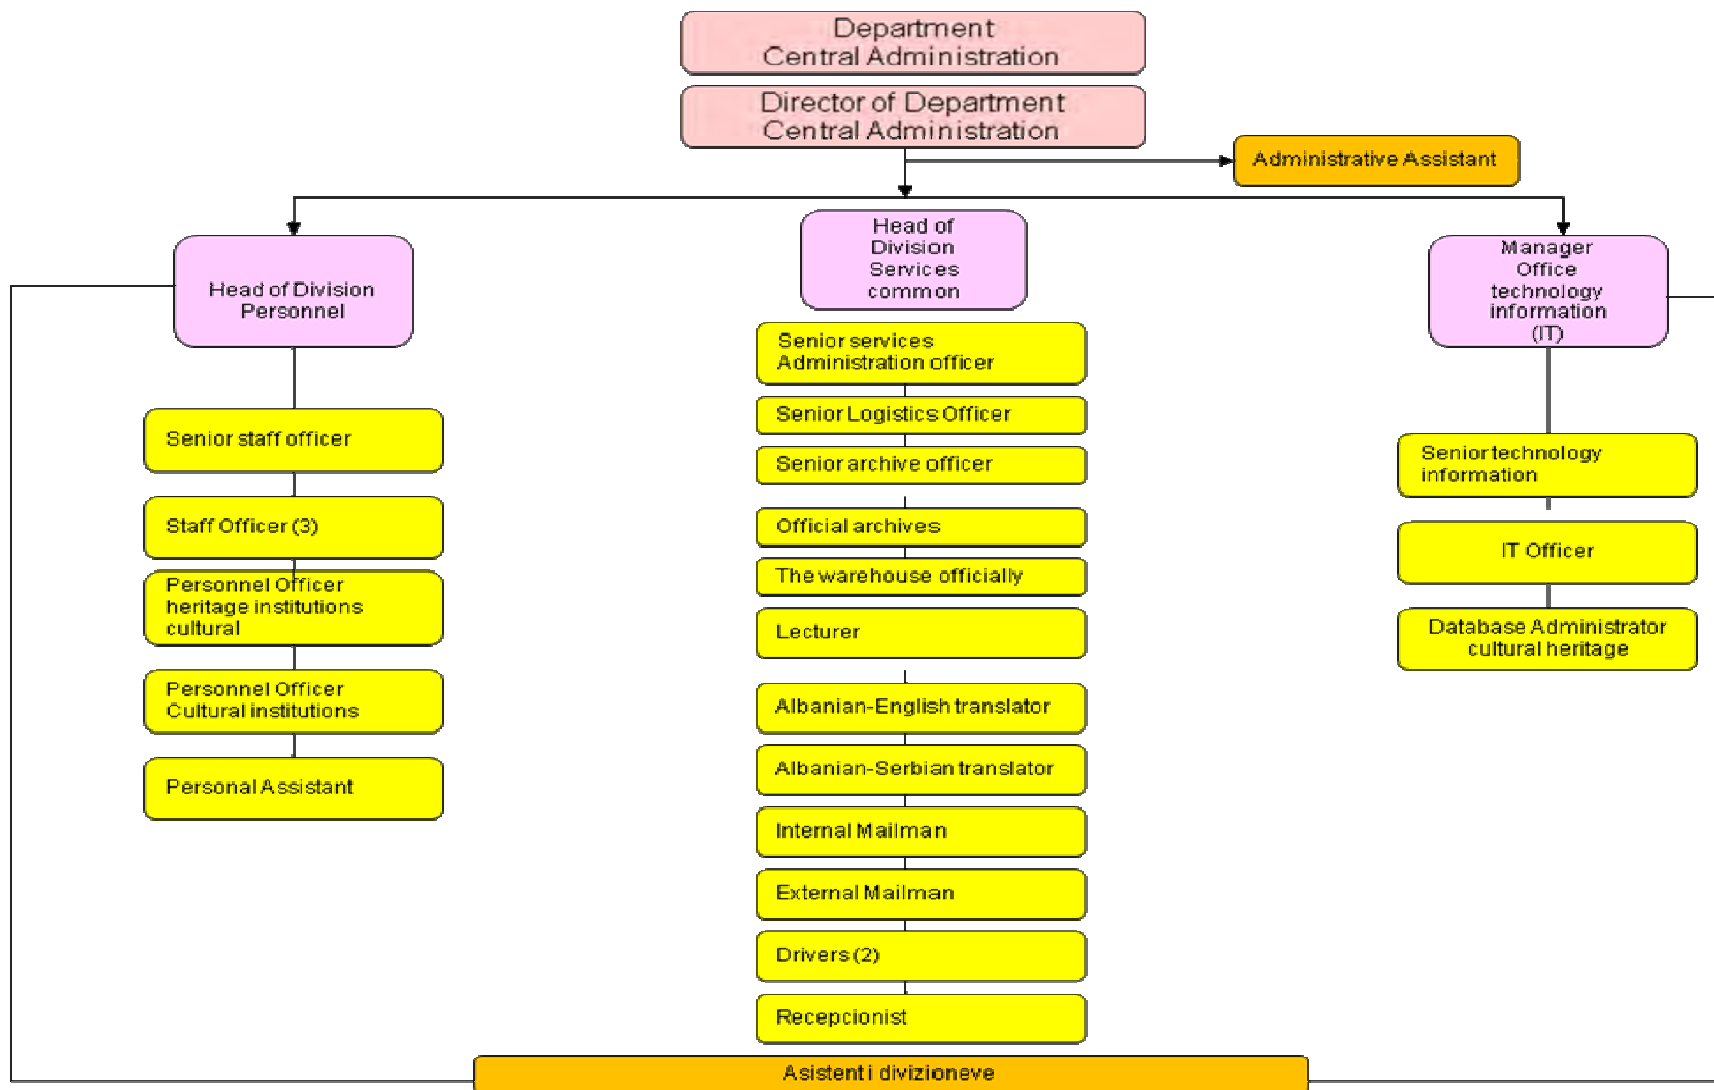 Department
Central Administration
Director of Department
Central Administration
Administrative Assistant
Head of Division
Personnel
Senior staff officer
Staff Officer (3)
Personnel Officer
heritage institutions
cultural
Personnel Officer
Cultural institutions
Personal Assistant
Head of
Division
Services
common
Senior services
Administration officer
Senior Logistics Officer
Senior archive officer
Official archives
The warehouse officially
Lecturer
Albanian-English translator
Albanian-Serbian translator
Internal Mailman
External Mailman
Drivers (2)
Recepcionist
Manager
Office
technology
information
(IT)
Senior technology
information
IT Officer
Database Administrator
cultural heritage
Asistenti divizioneve